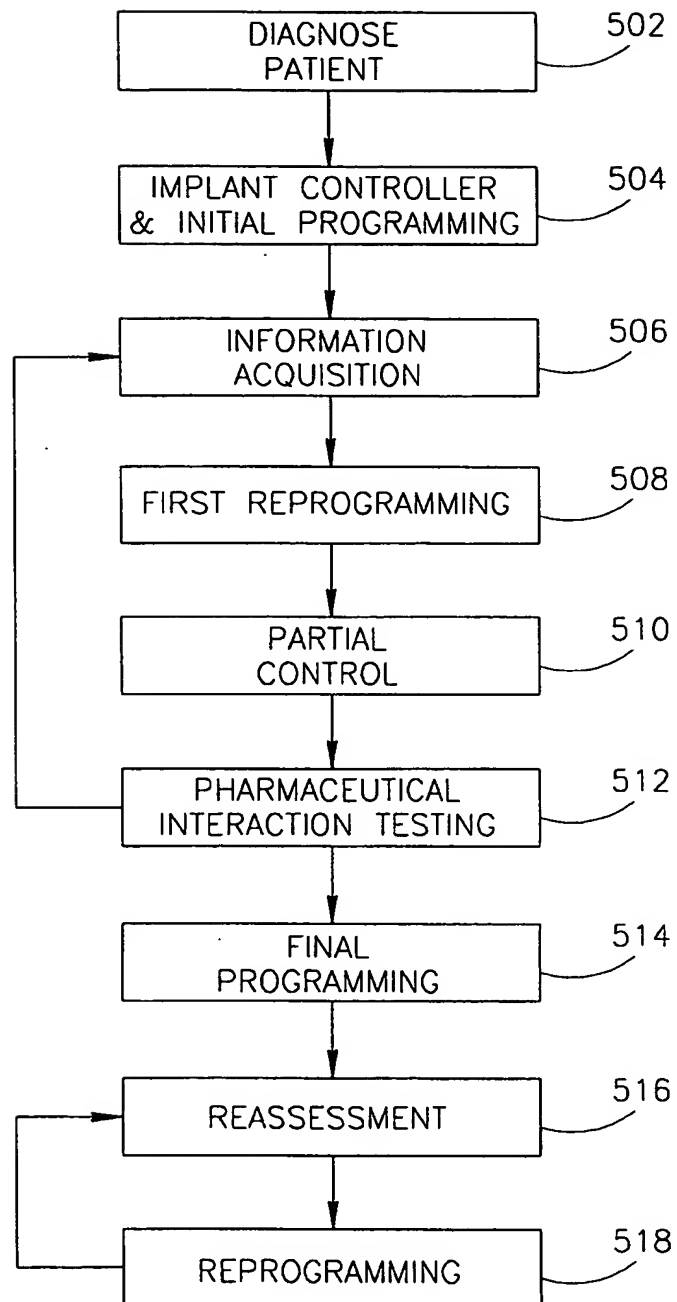 DIAGNOSE
PATIENT
502
IMPLANT CONTROLLER
& INITIAL PROGRAMMING
504
INFORMATION
ACQUISITION
506
FIRST REPROGRAMMING
508
PARTIAL
CONTROL
510
PHARMACEUTICAL
INTERACTION TESTING
512
FINAL
PROGRAMMING
514
REASSESSMENT
516
REPROGRAMMING
518